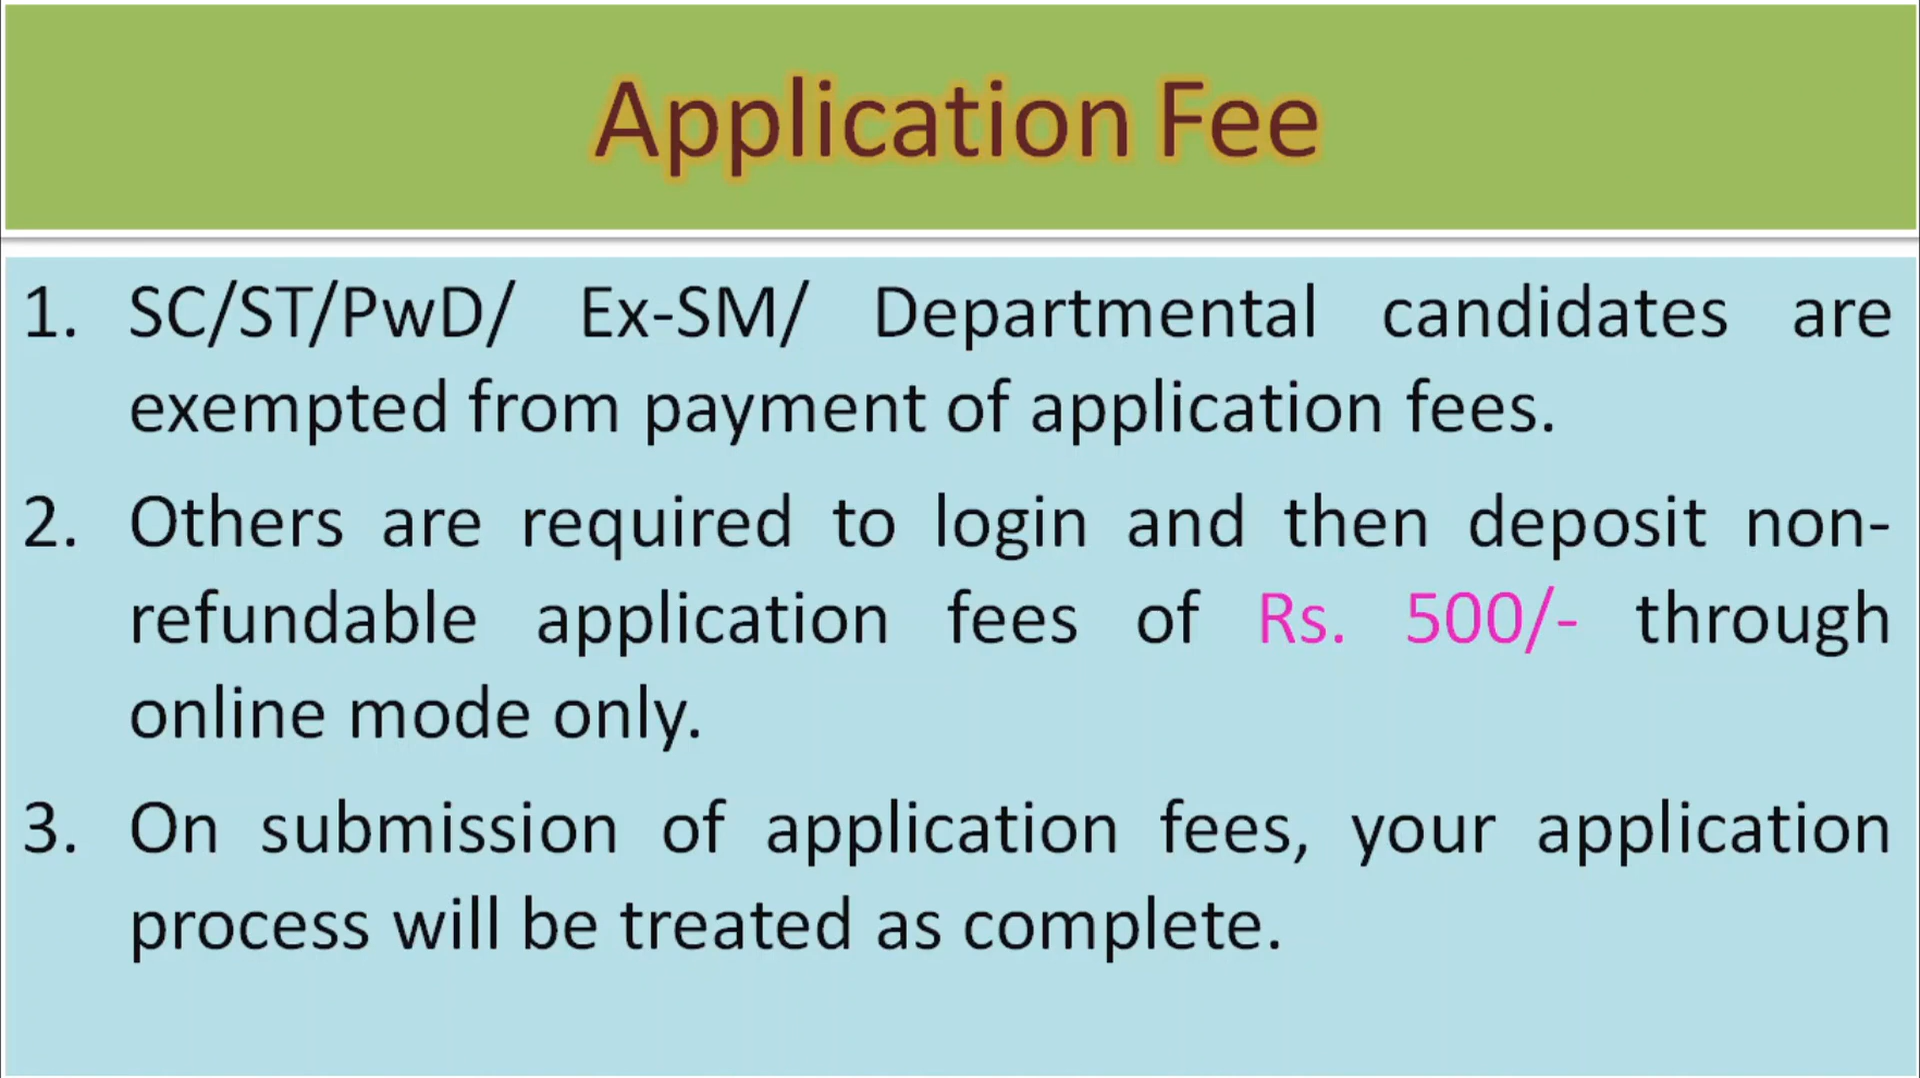 Application Fee
1. SC/ST/PwD/ Ex-SM/ Departmental candidates are
exempted from payment of application fees.
2. Others are required to login and then deposit non-
refundable application fees of Rs. 500/- through
online mode only.
3. On submission of application fees, your application
process will be treated as complete.